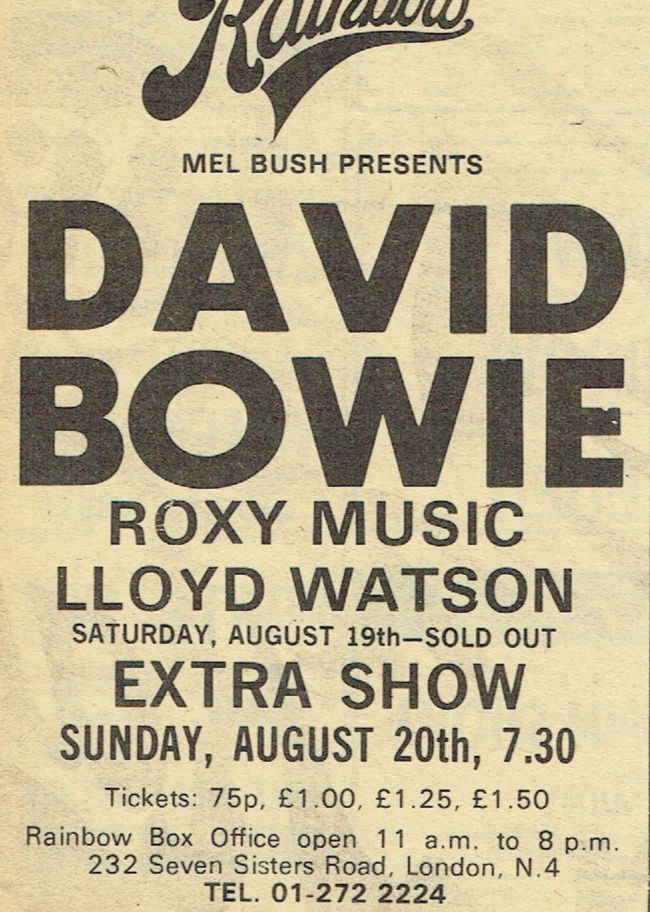 Rainbow
MEL BUSH PRESENTS
DAVID
BOWIE
ROXY MUSIC
LLOYD WATSON
SATURDAY, AUGUST 19th—SOLD OUT
EXTRA SHOW
SUNDAY, AUGUST 20th, 7.30
Tickets: 75p, £1.00, £1.25, £1.50
Rainbow Box Office open 11 a.m. to 8 p.m.
232 Seven Sisters Road, London, N.4
TEL. 01-272 2224